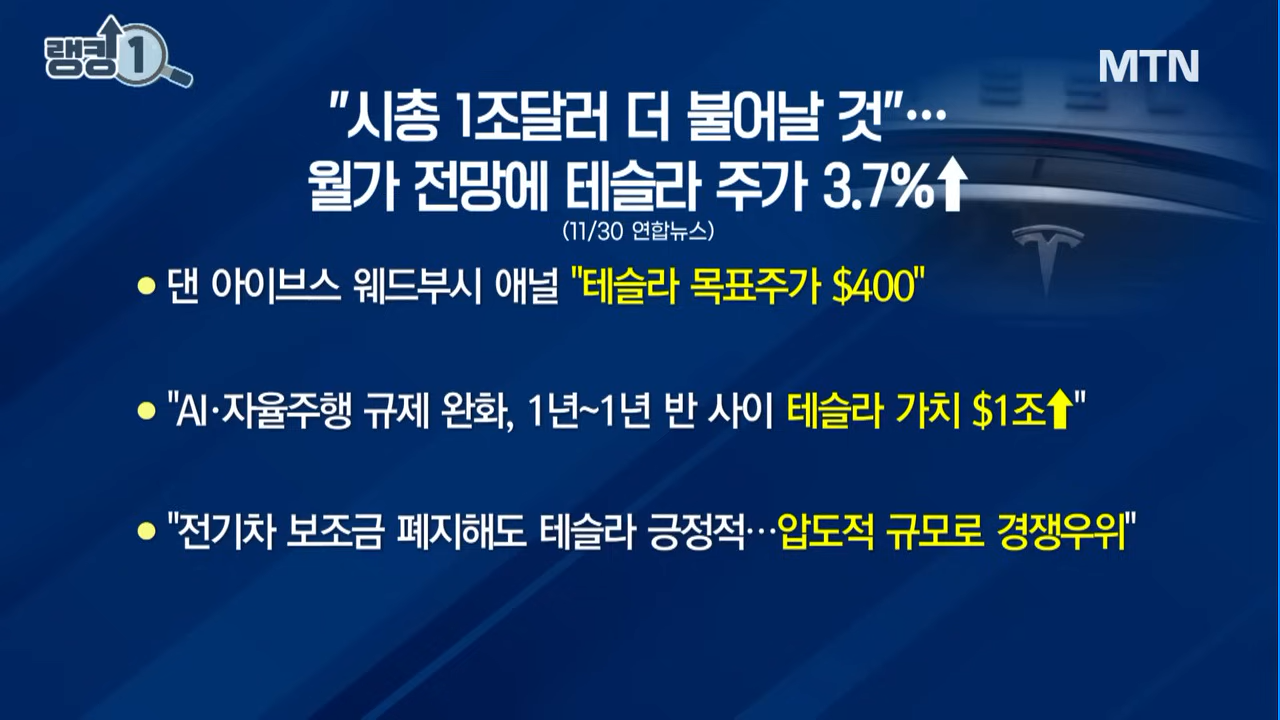 랭킹1
MTN
"시총 1조달러 더 불어날 것"…
월가 전망에 테슬라 주가 3.7%⬆
(11/30 연합뉴스)
● 댄 아이브스 웨드부시 애널 "테슬라 목표주가 $400"
● "AI·자율주행 규제 완화, 1년~1년 반 사이 테슬라 가치 $1조⬆"
● "전기차 보조금 폐지해도 테슬라 긍정적…압도적 규모로 경쟁우위"